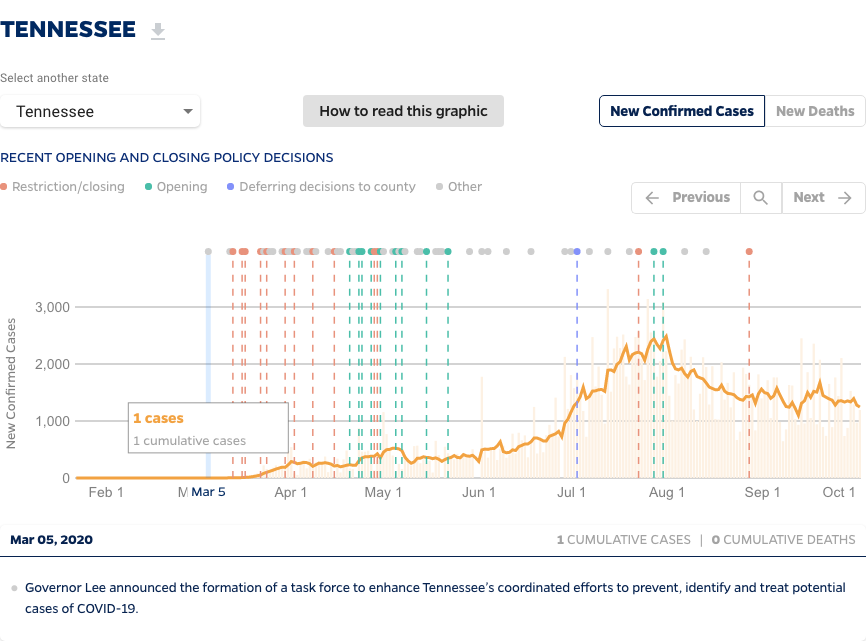 TENNESSEE
Select another state
Tennessee
How to read this graphic
New Confirmed Cases
New Deaths
RECENT OPENING AND CLOSING POLICY DECISIONS
Restriction/closing
Opening
Deferring decisions to county
Other
Previous
Next
New Confirmed Cases
3,000
2,000
1,000
0
1 cases
1 cumulative cases
Feb 1
M
Mar 5
Apr 1
May 1
Jun 1
Jul 1
Aug 1
Sep 1
Oct 1
Mar 05, 2020
1 CUMULATIVE CASES | 0 CUMULATIVE DEATHS
Governor Lee announced the formation of a task force to enhance Tennessee's coordinated efforts to prevent, identify and treat potential
cases of COVID-19.